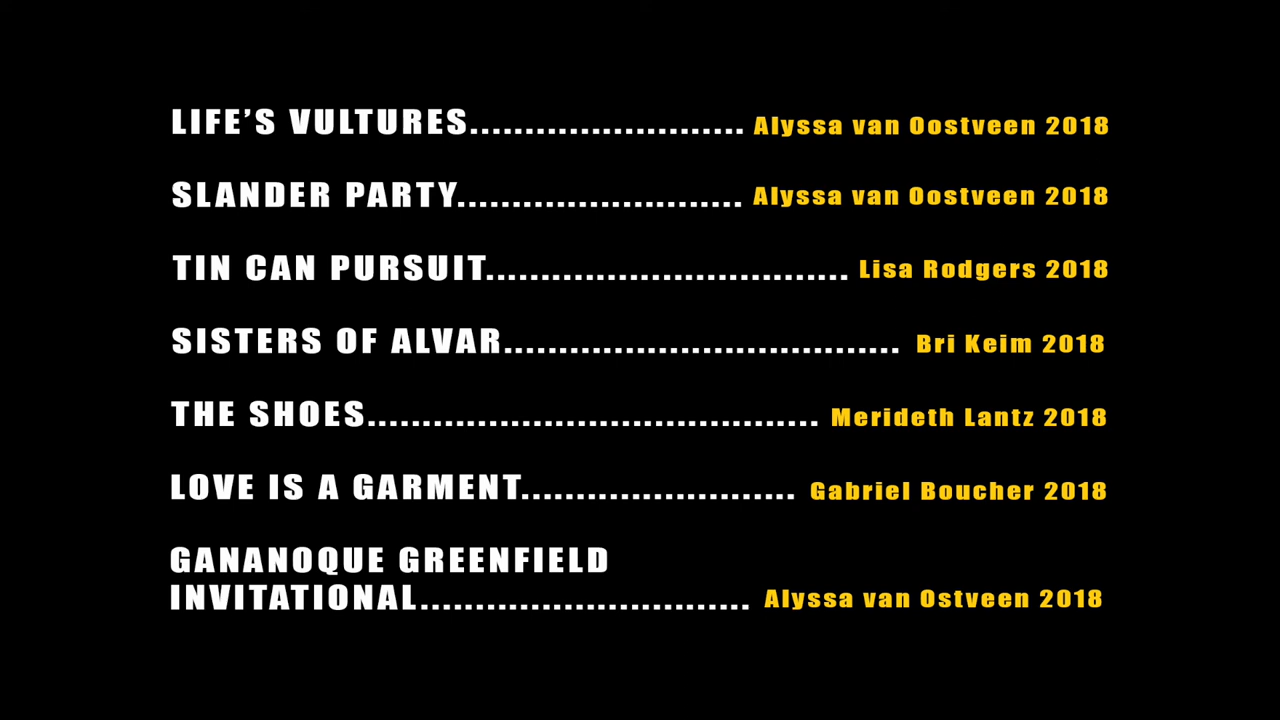 LIFE’S VULTURES......................... Alyssa van Oostveen 2018
SLANDER PARTY.......................... Alyssa van Oostveen 2018
TIN CAN PURSUIT................................. Lisa Rodgers 2018
SISTERS OF ALVAR.................................... Bri Keim 2018
THE SHOES......................................... Merideth Lantz 2018
LOVE IS A GARMENT......................... Gabriel Boucher 2018
GANANOQUE GREENFIELD
INVITATIONAL.............................. Alyssa van Ostveen 2018